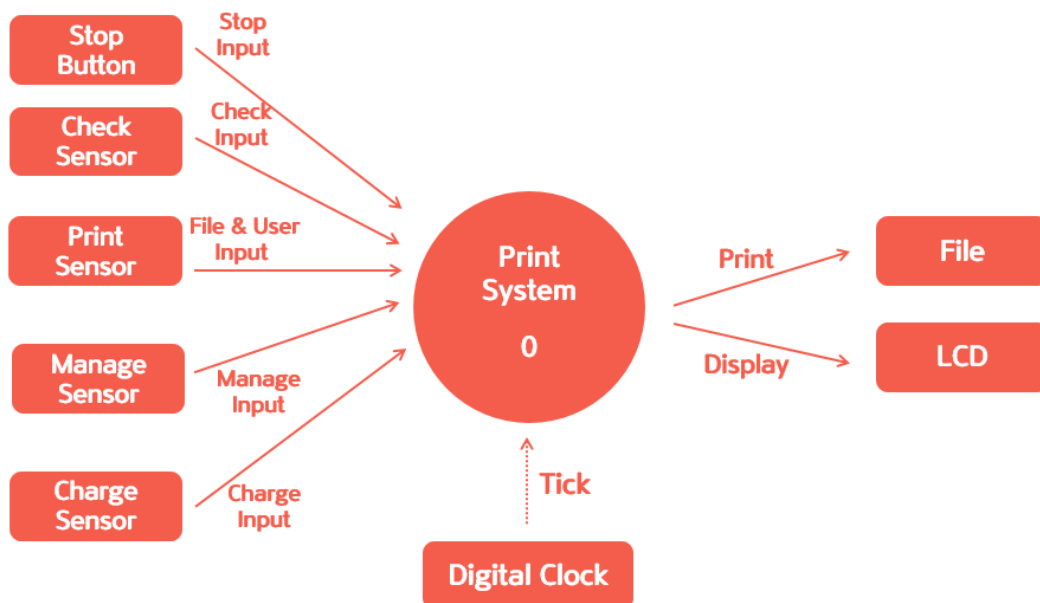 Stop
Button
Stop
Input
Check
Sensor
Check
Input
Print
Sensor
File & User
Input
Manage
Sensor
Manage
Input
Charge
Sensor
Charge
Input
Print
System
0
Tick
Digital Clock
Print
File
Display
LCD